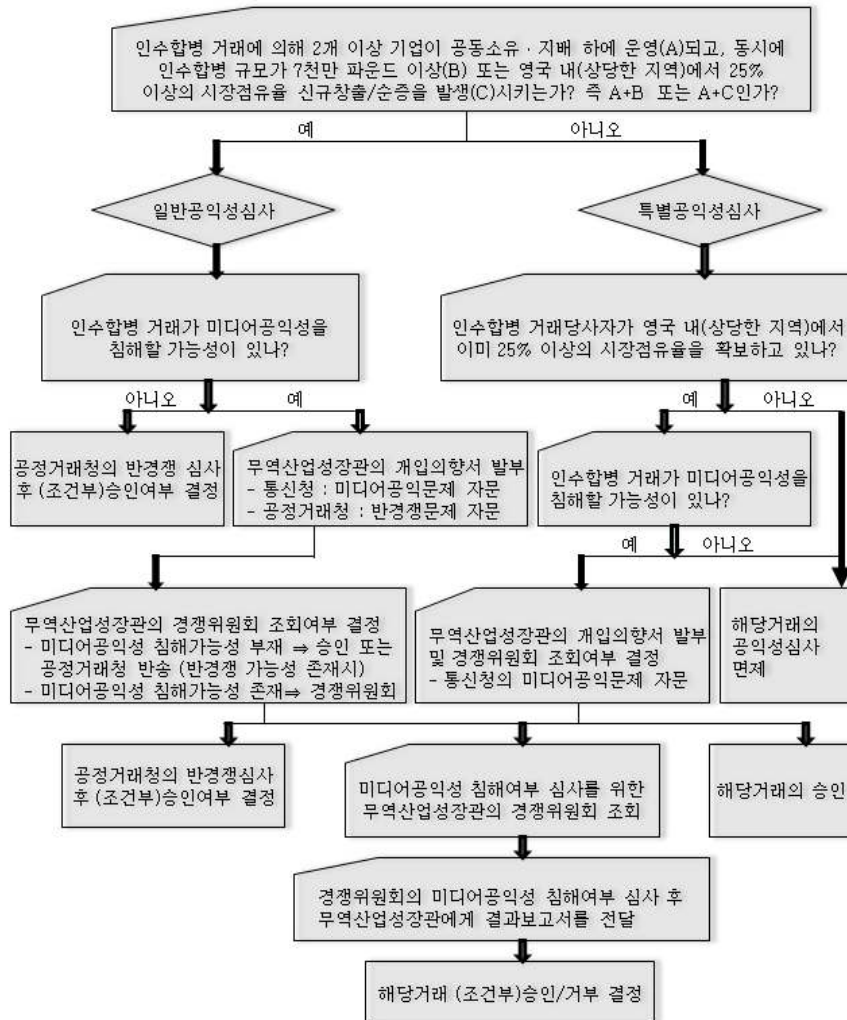 인수합병 거래에 의해 2개 이상 기업이 공동소유 · 지배 하에 운영(A)되고, 동시에
인수합병 규모가 7천만 파운드 이상(B) 또는 영국 내(상당한 지역)에서 25%
이상의 시장점유율 신규창출/순증을 발생(C)시키는가? 즉 A+B 또는 A+C인가?
예
아니오
일반공익성심사
특별공익성심사
인수합병 거래가 미디어공익성을
침해할 가능성이 있나?
인수합병 거래당사자가 영국 내(상당한 지역)에서
이미 25% 이상의 시장점유율을 확보하고 있나?
아니오
예
예
아니오
공정거래청의 반경쟁 심사
후 (조건부)승인여부 결정
무역산업성장관의 개입의향서 발부
- 통신청 : 미디어공익문제 자문
- 공정거래청 : 반경쟁문제 자문
인수합병 거래가 미디어공익성을
침해할 가능성이 있나?
예
아니오
무역산업성장관의 경쟁위원회 조회여부 결정
- 미디어공익성 침해가능성 부재 ⇒ 승인 또는
공정거래청 반송 (반경쟁 가능성 존재시)
- 미디어공익성 침해가능성 존재⇒ 경쟁위원회
무역산업성장관의 개입의향서 발부
및 경쟁위원회 조회여부 결정
- 통신청의 미디어공익문제 자문
해당거래의
공익성심사
면제
공정거래청의 반경쟁심사
후 (조건부)승인여부 결정
미디어공익성 침해여부 심사를 위한
무역산업성장관의 경쟁위원회 조회
해당거래의 승인
경쟁위원회의 미디어공익성 침해여부 심사 후
무역산업성장관에게 결과보고서를 전달
해당거래 (조건부)승인/거부 결정